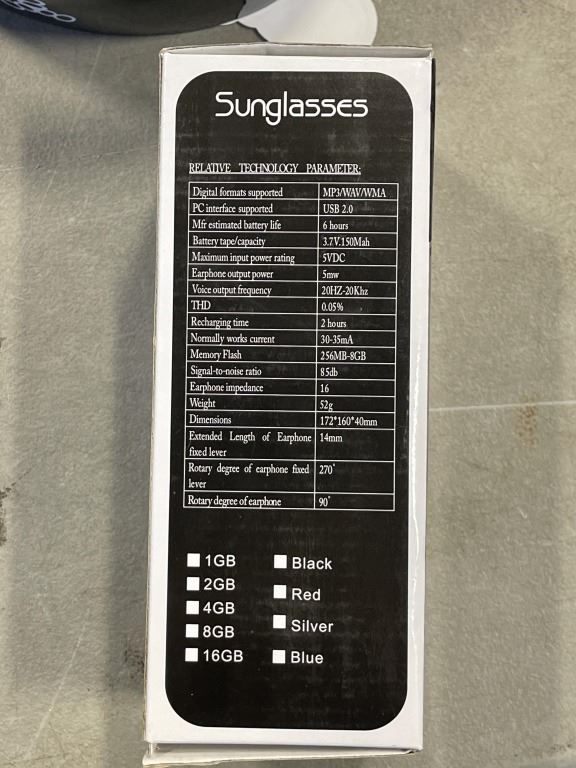 Sunglasses
RELATIVE TECHNOLOGY PARAMETER:
Digital formats supported MP3/WAV/WMA
PC interface supported USB 2.0
Mfr estimated battery life 6 hours
Battery tape/capacity 3.7V.150Mah
Maximum input power rating 5VDC
Earphone output power 5mw
Voice output frequency 20HZ-20Khz
THD 0.05%
Recharging time 2 hours
Normally works current 30-35mA
Memory Flash 256MB-8GB
Signal-to-noise ratio 85db
Earphone impedance 16
Weight 52g
Dimensions 172*160*40mm
Extended Length of Earphone 14mm
fixed lever
Rotary degree of earphone fixed 270°
lever
Rotary degree of earphone 90°
1GB Black
2GB Red
4GB Silver
8GB Blue
16GB